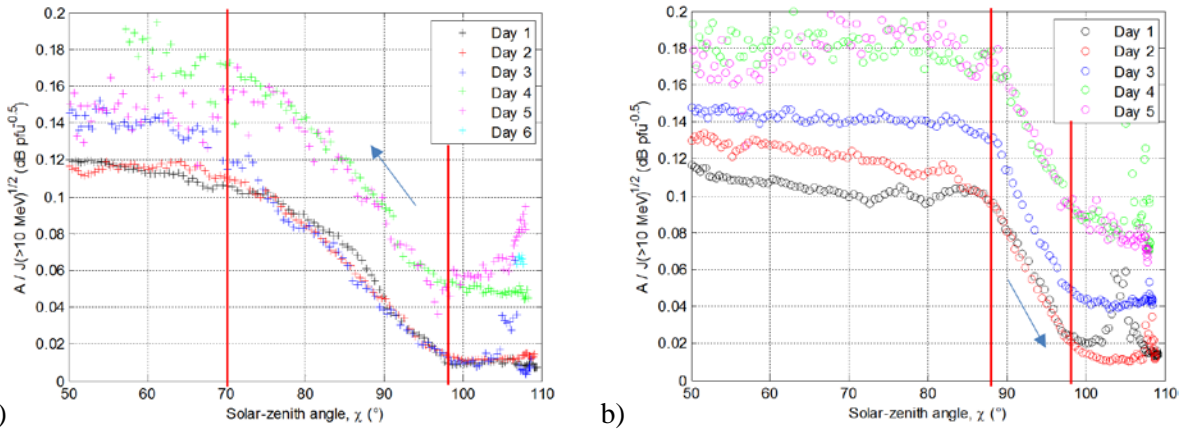 0.2
0.18
0.16
0.14
0.12
0.1
0.08
0.06
0.04
0.02
0
A / J(>10 MeV)^1/2 (dB pfu^-0.5)
50 60 70 80 90 100 110
Solar-zenith angle, χ (°)
Day 1
Day 2
Day 3
Day 4
Day 5
Day 6
)
b)
0.2
0.18
0.16
0.14
0.12
0.1
0.08
0.06
0.04
0.02
0
A / J(>10 MeV)^1/2 (dB pfu^-0.5)
50 60 70 80 90 100 110
Solar-zenith angle, χ (°)
Day 1
Day 2
Day 3
Day 4
Day 5